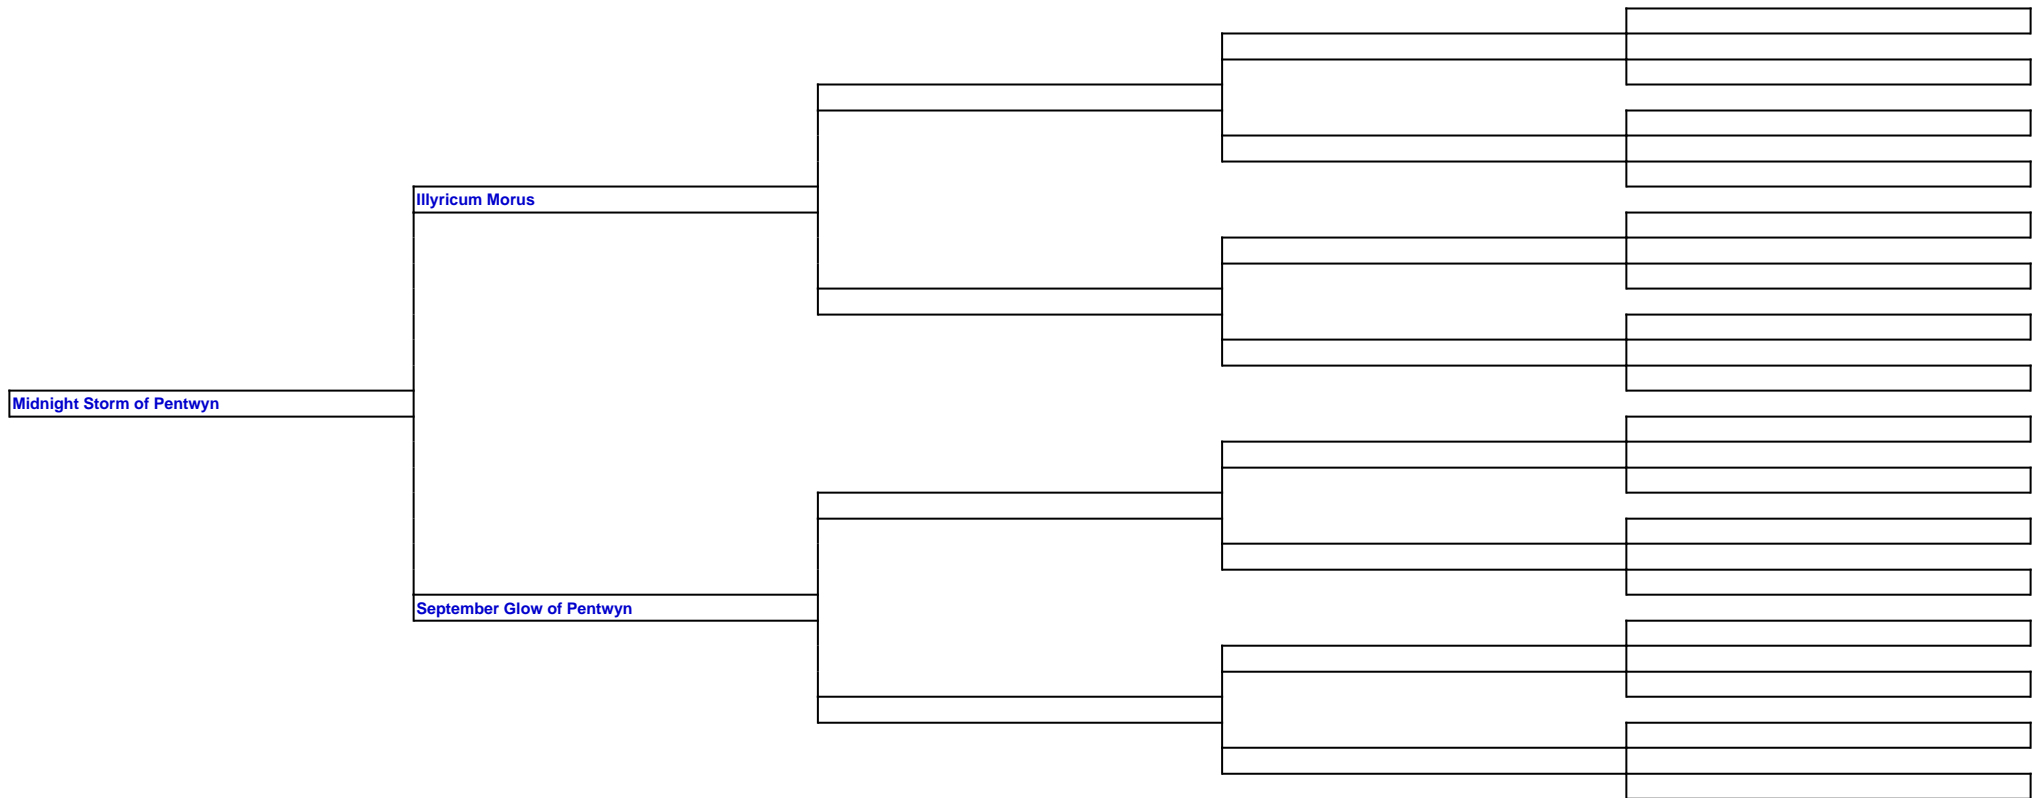 Illyricum Morus
Midnight Storm of Pentwyn
September Glow of Pentwyn